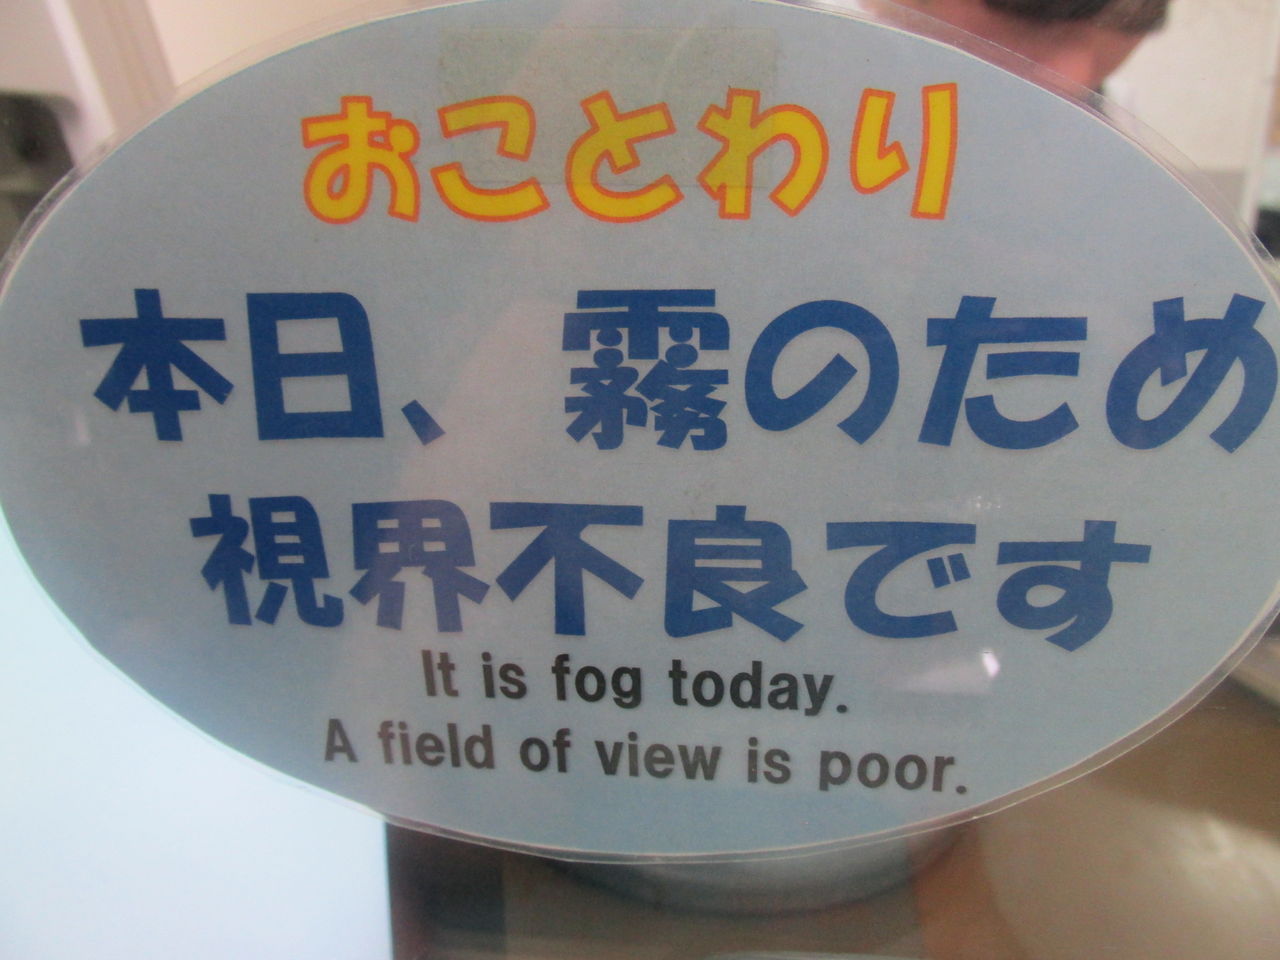 おことわり
本日、霧のため
視界不良です
It is fog today.
A field of view is poor.